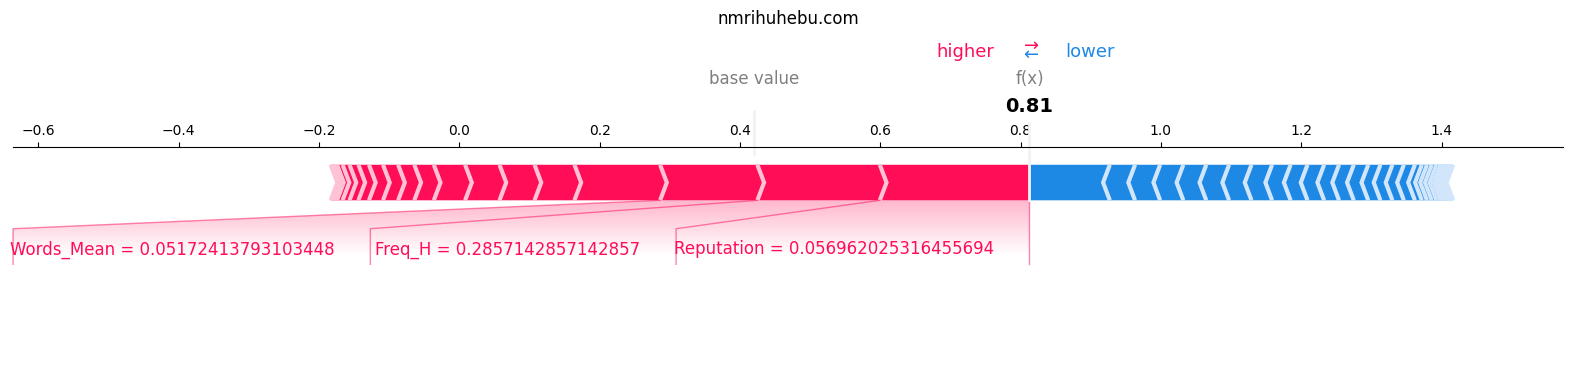 nmrihuhebu.com
higher ⇄ lower
base value f(x)
0.81
−0.6 −0.4 −0.2 0.0 0.2 0.4 0.6 0.8 1.0 1.2 1.4
Words_Mean = 0.05172413793103448 Freq_H = 0.2857142857142857 Reputation = 0.056962025316455694